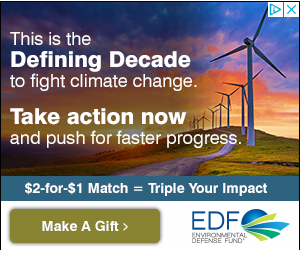 This is the
Defining Decade
to fight climate change.
Take action now
and push for faster progress.
$2-for-$1 Match = Triple Your Impact
Make A Gift >
EDF
ENVIRONMENTAL
DEFENSE FUND®